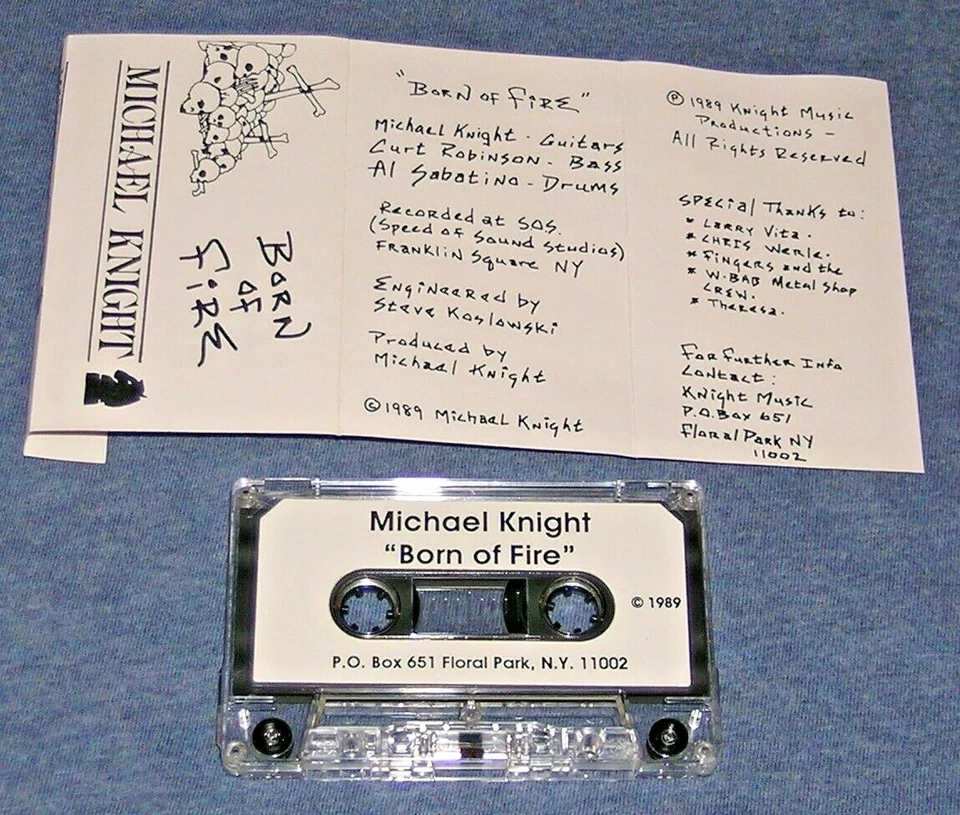 MICHAEL KNIGHT
BORN
OF
FIRE
"BORN OF FIRE"
Michael Knight - Guitars
Curt Robinson - Bass
Al Sabatino - Drums
Recorded at SOS.
(Speed of Sound Studios)
Franklin Square NY
Engineered by
Steve Koslowski
Produced by
Michael Knight
© 1989 Michael Knight
℗ 1989 Knight Music
Productions -
All Rights Reserved
Special Thanks to:
* Larry Vita.
* Chris Werle.
* Fingers and the
* W-BAB Metal Shop
Crew.
* Theresa.
For Further Info
Contact:
Knight Music
P.O. Box 651
Floral Park NY
11002
Michael Knight
“Born of Fire”
© 1989
P.O. Box 651 Floral Park, N.Y. 11002